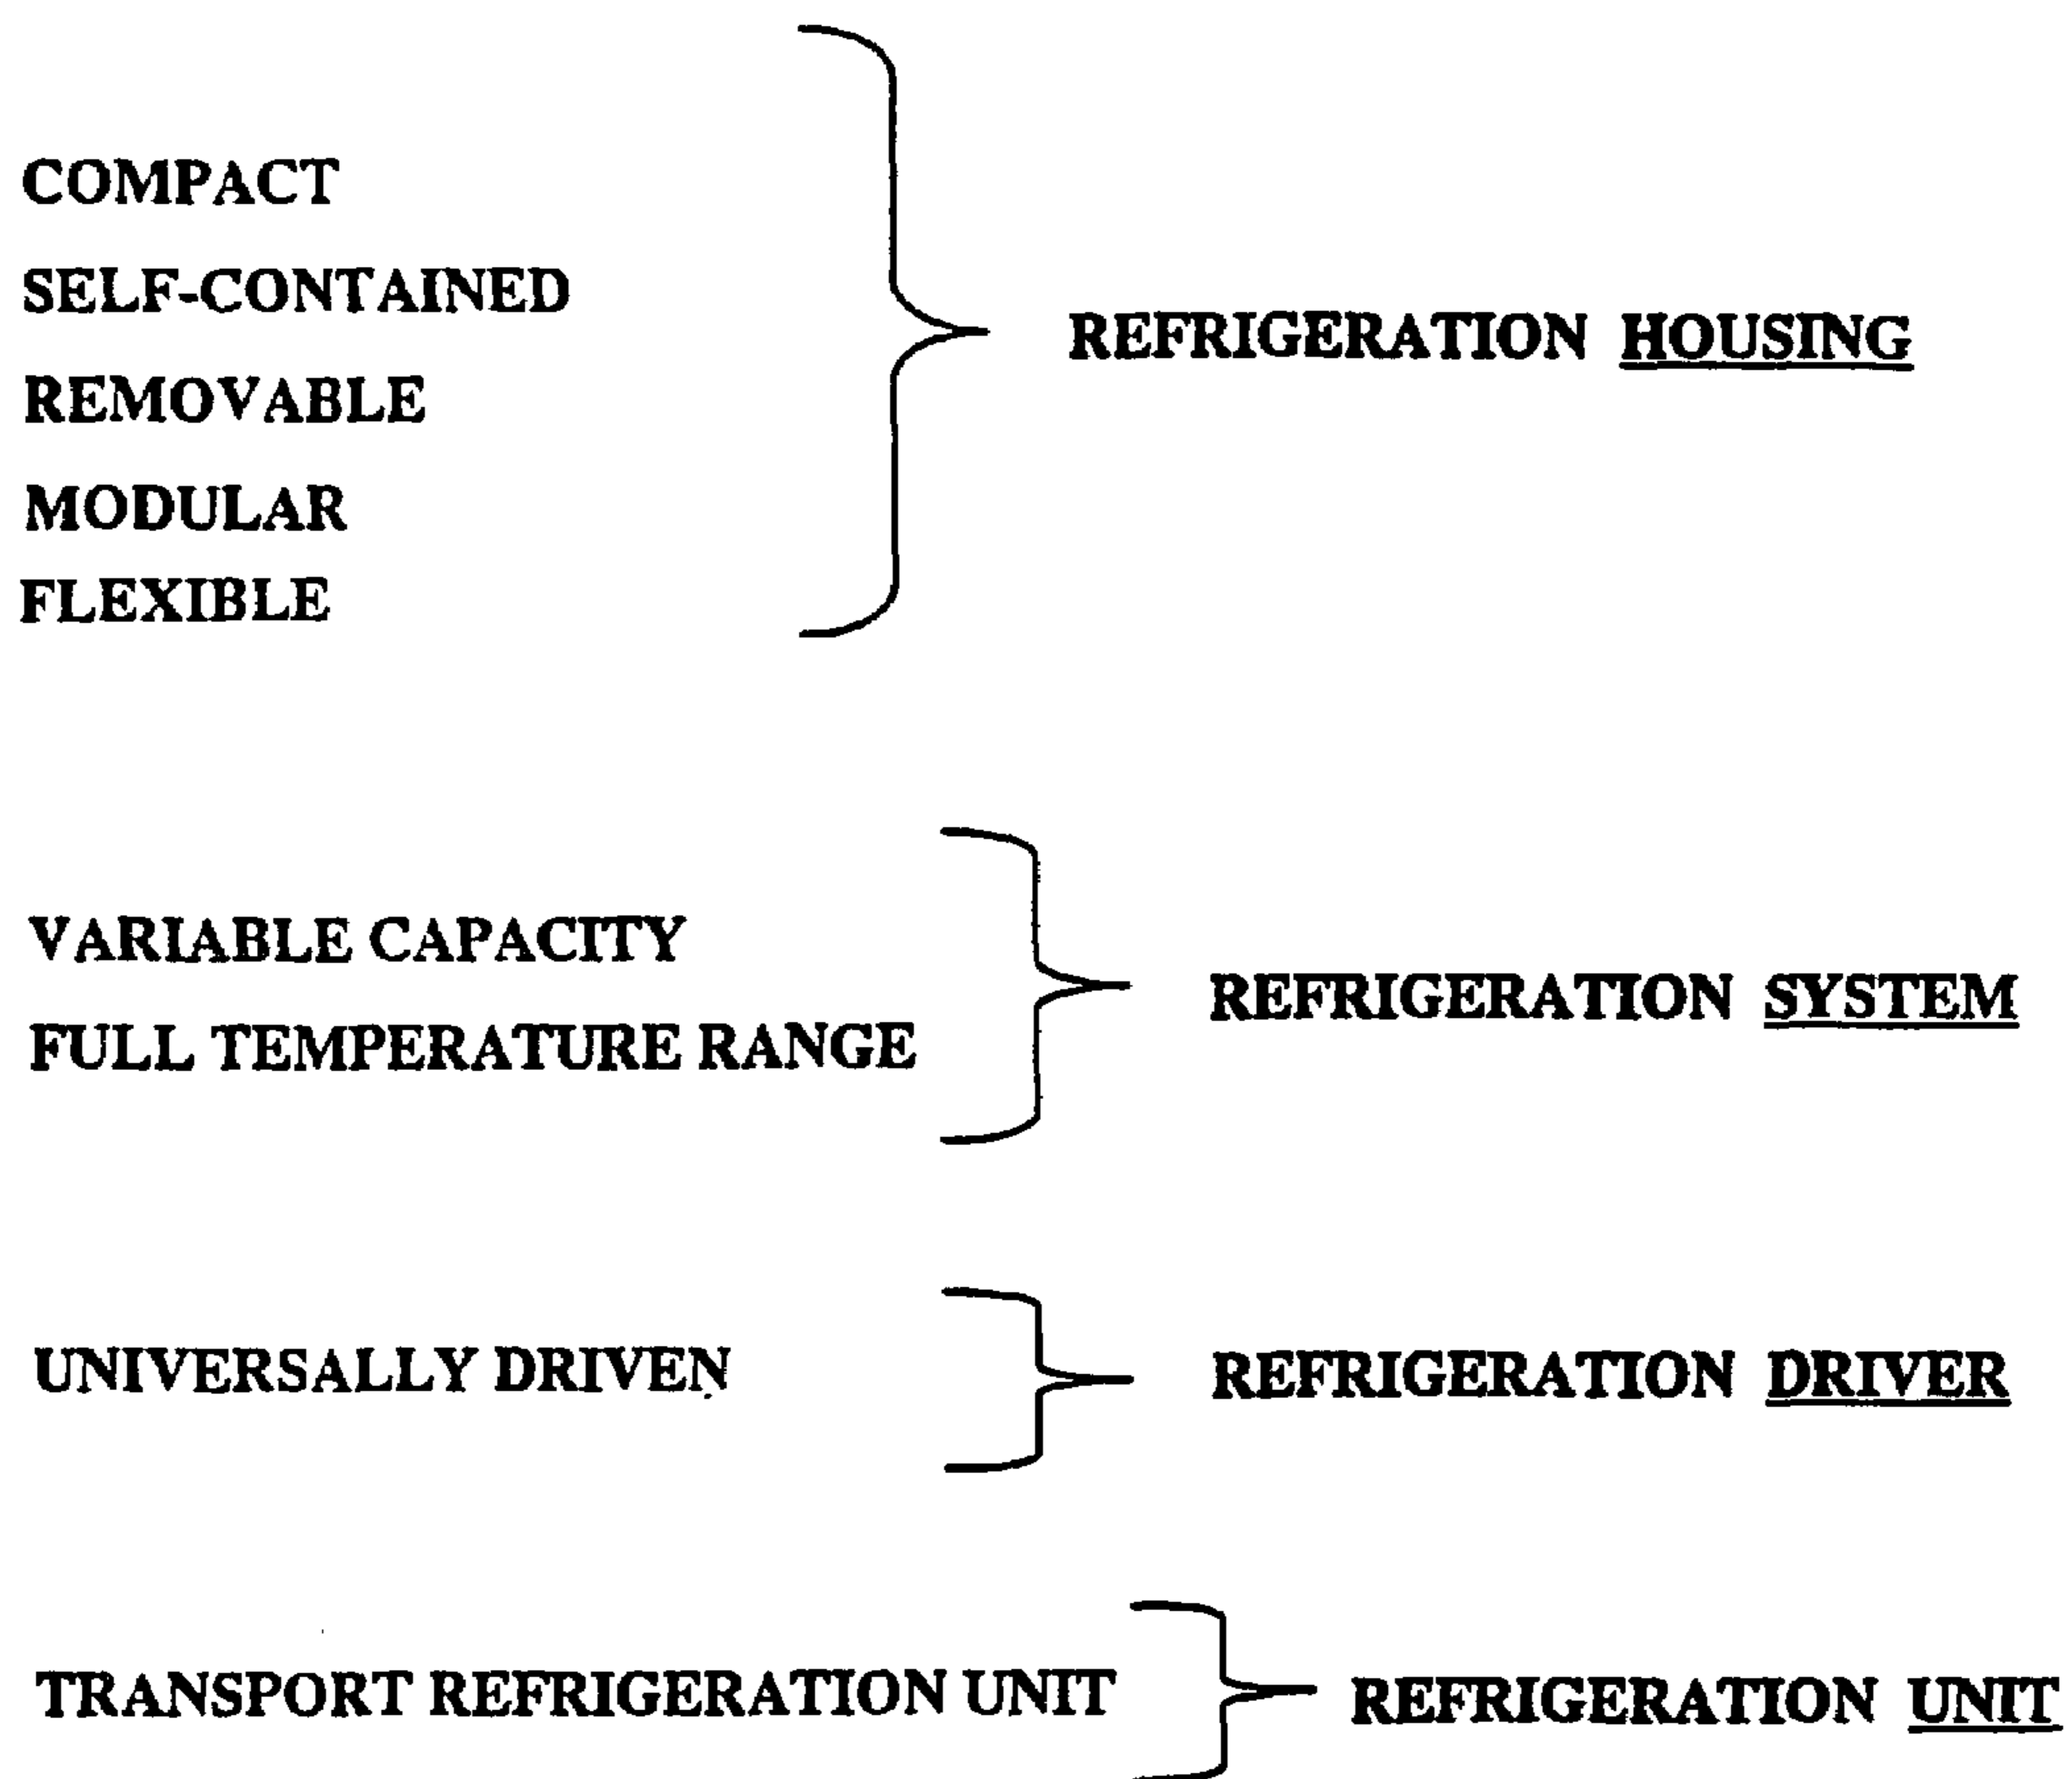 COMPACT
SELF-CONTAINED
REMOVABLE
MODULAR
FLEXIBLE
REFRIGERATION HOUSING
VARIABLE CAPACITY
FULL TEMPERATURE RANGE
REFRIGERATION SYSTEM
UNIVERSALLY DRIVEN
REFRIGERATION DRIVER
TRANSPORT REFRIGERATION UNIT
REFRIGERATION UNIT